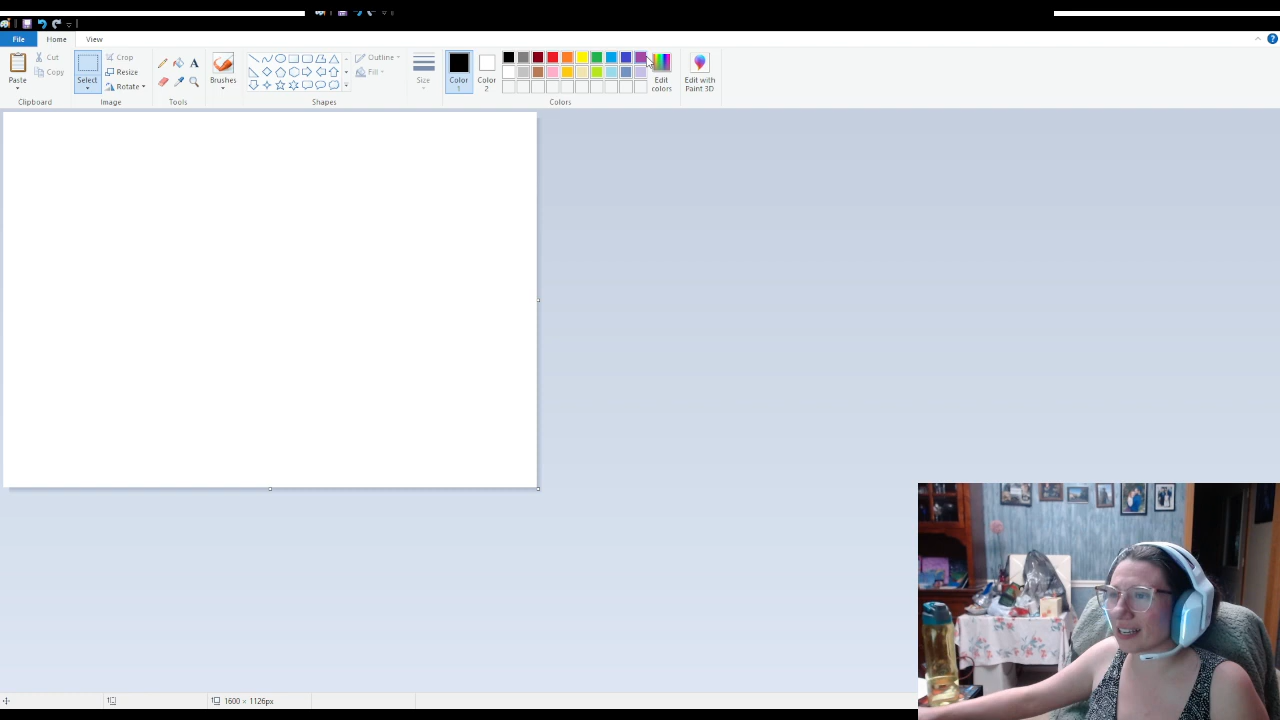 File Home View
Paste
Cut
Copy
Clipboard
Select
Crop
Resize
Rotate
Image
Tools
Brushes
Outline
Fill
Shapes
Size
Color 1
Color 2
Edit colors
Colors
Edit with Paint 3D
1600 × 1126px